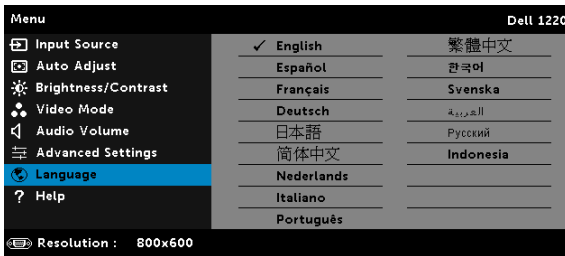 Menu
Dell 1220
Input Source
Auto Adjust
Brightness/Contrast
Video Mode
Audio Volume
Advanced Settings
Language
? Help
✓ English
Español
Français
Deutsch
日本語
简体中文
Nederlands
Italiano
Português
繁體中文
한국어
Svenska
العربية
Русский
Indonesia
Resolution : 800x600